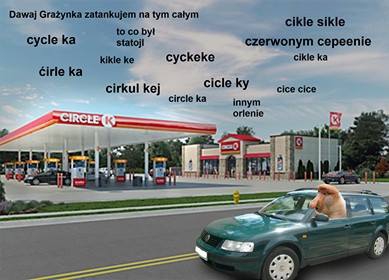 Dawaj Grażynka zatankujem na tym całym
cikle sikle
to co był
statojl
cycle ka
czerwonym cepeenie
kikle ke
cyckeke
cikle ka
ćirle ka
cicle ky
cirkul kej
cice cice
circle ka
innym
orlenie
CIRCLE K
CIRCLE K